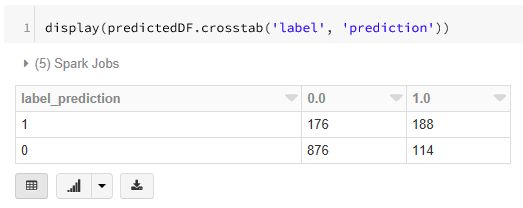 1 display(predictedDF.crosstab('label', 'prediction'))
(5) Spark Jobs
label_prediction 0.0 1.0
1 176 188
0 876 114